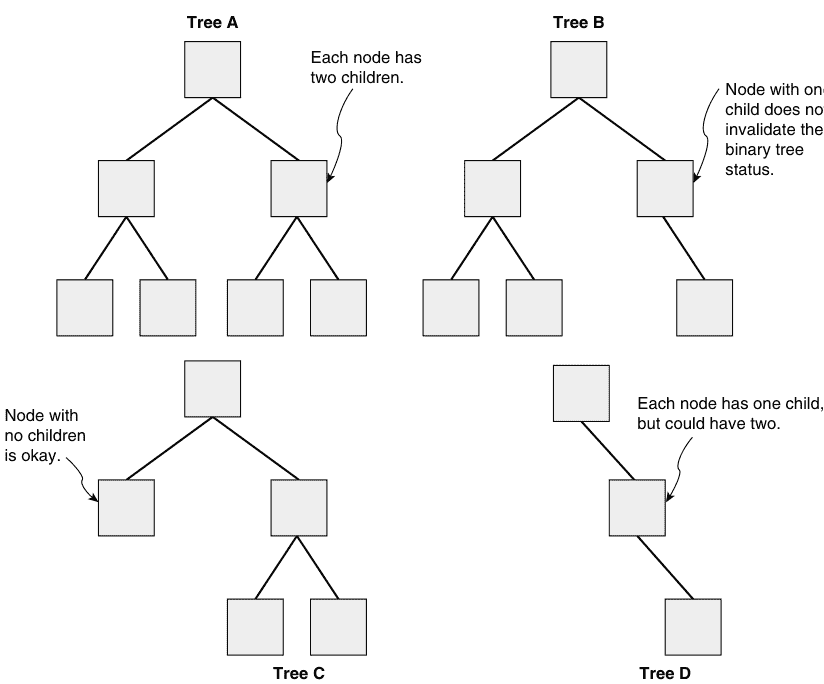 Tree A
Each node has
two children.
Tree B
Node with on
child does no
invalidate the
binary tree
status.
Node with
no children
is okay.
Tree C
Each node has one child,
but could have two.
Tree D